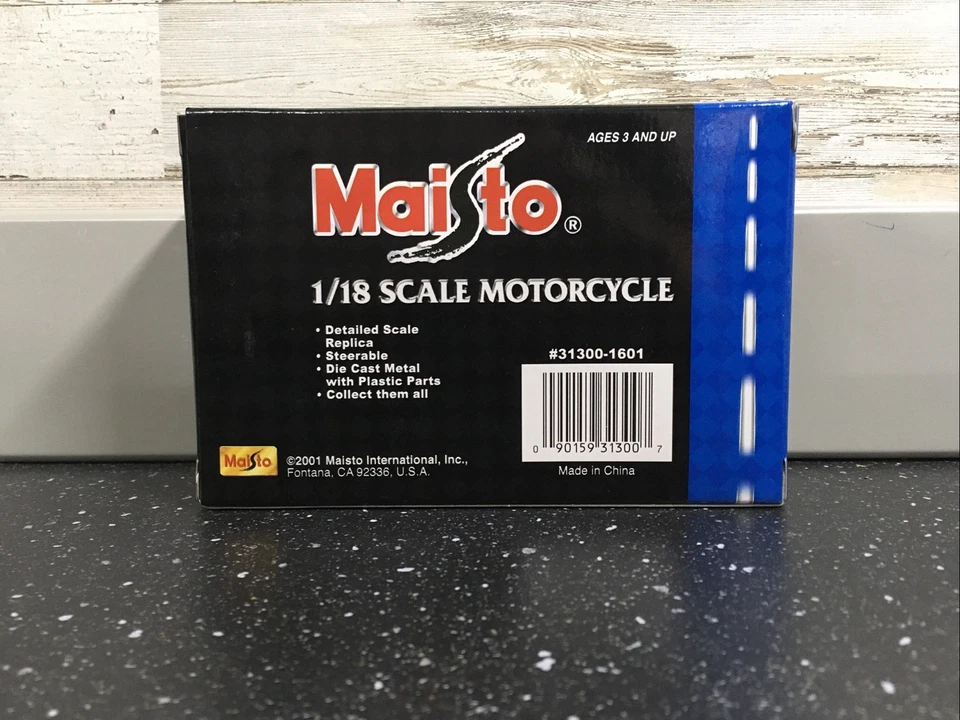 AGES 3 AND UP
Maisto®
1/18 SCALE MOTORCYCLE
• Detailed Scale
Replica
• Steerable
• Die Cast Metal
with Plastic Parts
• Collect them all
#31300-1601
0 90159 31300 7
Made in China
Maisto
©2001 Maisto International, Inc.,
Fontana, CA 92336, U.S.A.